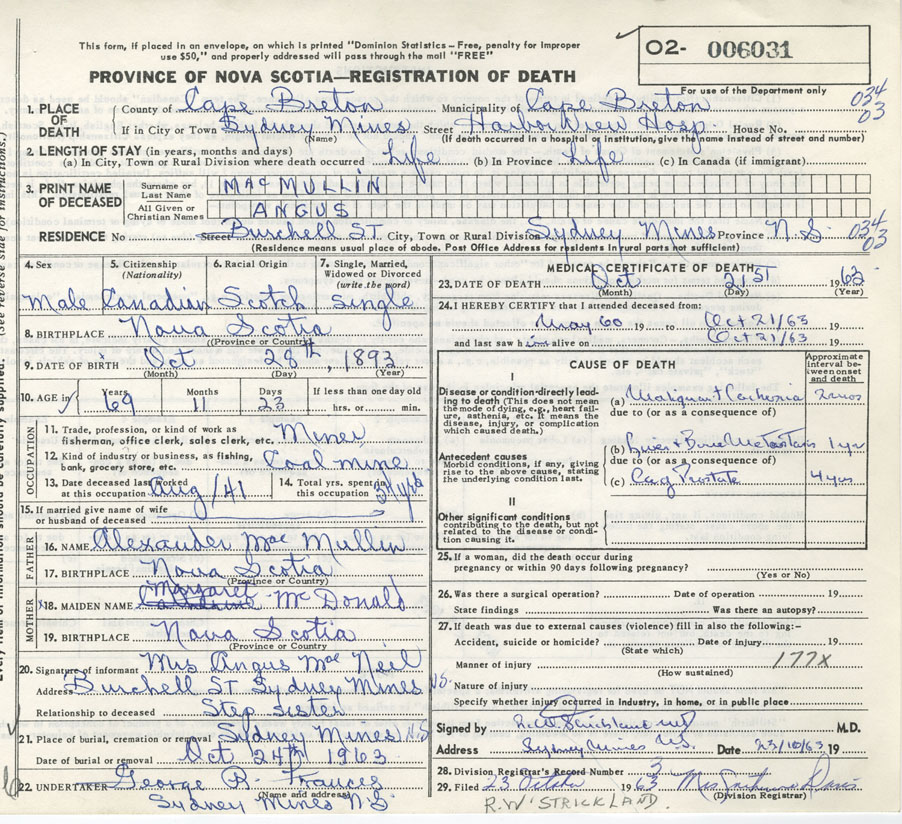 This form, if placed in an envelope, on which is printed "Dominion Statistics – Free, penalty for Improper
use $50," and properly addressed will pass through the mail "FREE"
PROVINCE OF NOVA SCOTIA—REGISTRATION OF DEATH
O2- 006031
For use of the Department only
034
03
1. PLACE OF DEATH
County of Cape Breton Municipality of Cape Breton
If in City or Town Sydney Mines Street Harbor View Hosp House No.
(Name) (If death occurred in a hospital or institution, give the name instead of street and number)
2. LENGTH OF STAY (in years, months and days)
(a) In City, Town or Rural Division where death occurred Life (b) In Province Life (c) In Canada (if immigrant)
3. PRINT NAME OF DECEASED
Surname or Last Name MacMULLIN
All Given or Christian Names ANGUS
RESIDENCE No Street Burchell ST City, Town or Rural Division Sydney Mines Province N.S. 034 03
(Residence means usual place of abode. Post Office Address for residents in rural parts not sufficient)
4. Sex 5. Citizenship (Nationality) 6. Racial Origin 7. Single, Married, Widowed or Divorced (write the word)
Male Canadian Scotch Single
8. BIRTHPLACE Nova Scotia
(Province or Country)
9. DATE OF BIRTH Oct 28th, 1893
(Month) (Day) (Year)
10. AGE in Years Months Days If less than one day old
69 11 23 hrs. or min.
OCCUPATION
11. Trade, profession, or kind of work as fisherman, office clerk, sales clerk, etc. Miner
12. Kind of industry or business, as fishing, bank, grocery store, etc. Coal mine
13. Date deceased last worked at this occupation Aug/41 14. Total yrs. spent in this occupation 34 yrs
15. If married give name of wife or husband of deceased
FATHER
16. NAME Alexander Mac Mullin
17. BIRTHPLACE Nova Scotia
(Province or Country)
MOTHER
Margaret
18. MAIDEN NAME McDonald
19. BIRTHPLACE Nova Scotia
(Province or Country)
20. Signature of informant Mrs Angus Mac Neil
Address Burchell ST Sydney Mines NS.
Relationship to deceased Step Sister
21. Place of burial, cremation or removal Sydney Mines N.S
Date of burial or removal Oct 24th 1963
22. UNDERTAKER George B. Frances
(Name and address)
Sydney Mines N.S.
MEDICAL CERTIFICATE OF DEATH
23. DATE OF DEATH Oct 21st 1963
(Month) (Day) (Year)
24. I HEREBY CERTIFY that I attended deceased from:
May 60 19 to Oct 21/63 19
and last saw him alive on Oct 21/63 19
CAUSE OF DEATH
Approximate interval between onset and death
I
Disease or condition directly leading to death (This does not mean the mode of dying, e.g., heart failure, asthenia, etc. It means the disease, injury, or complication which caused death.)
(a) Malignant Cachexia 2 mos
due to (or as a consequence of)
Antecedent causes
Morbid conditions, if any, giving rise to the above cause, stating the underlying condition last.
(b) Liver & Bone Metastasis 1 yr
due to (or as a consequence of)
(c) Ca of Prostate 4 yrs
II
Other significant conditions
contributing to the death, but not related to the disease or condition causing it.
25. If a woman, did the death occur during pregnancy or within 90 days following pregnancy?
(Yes or No)
26. Was there a surgical operation? Date of operation 19
State findings Was there an autopsy?
27. If death was due to external causes (violence) fill in also the following:-
Accident, suicide or homicide? Date of injury 19
(State which)
Manner of injury 177X
(How sustained)
Nature of injury
Specify whether injury occurred in industry, in home, or in public place
Signed by R.W. Strickland MD M.D.
Address Sydney Mines N.S. Date 23/10/63 19
28. Division Registrar's Record Number 3
29. Filed 23 October 1963 Mrs Davis
(Division Registrar)
R.W. STRICKLAND.
(See reverse side for instructions.)